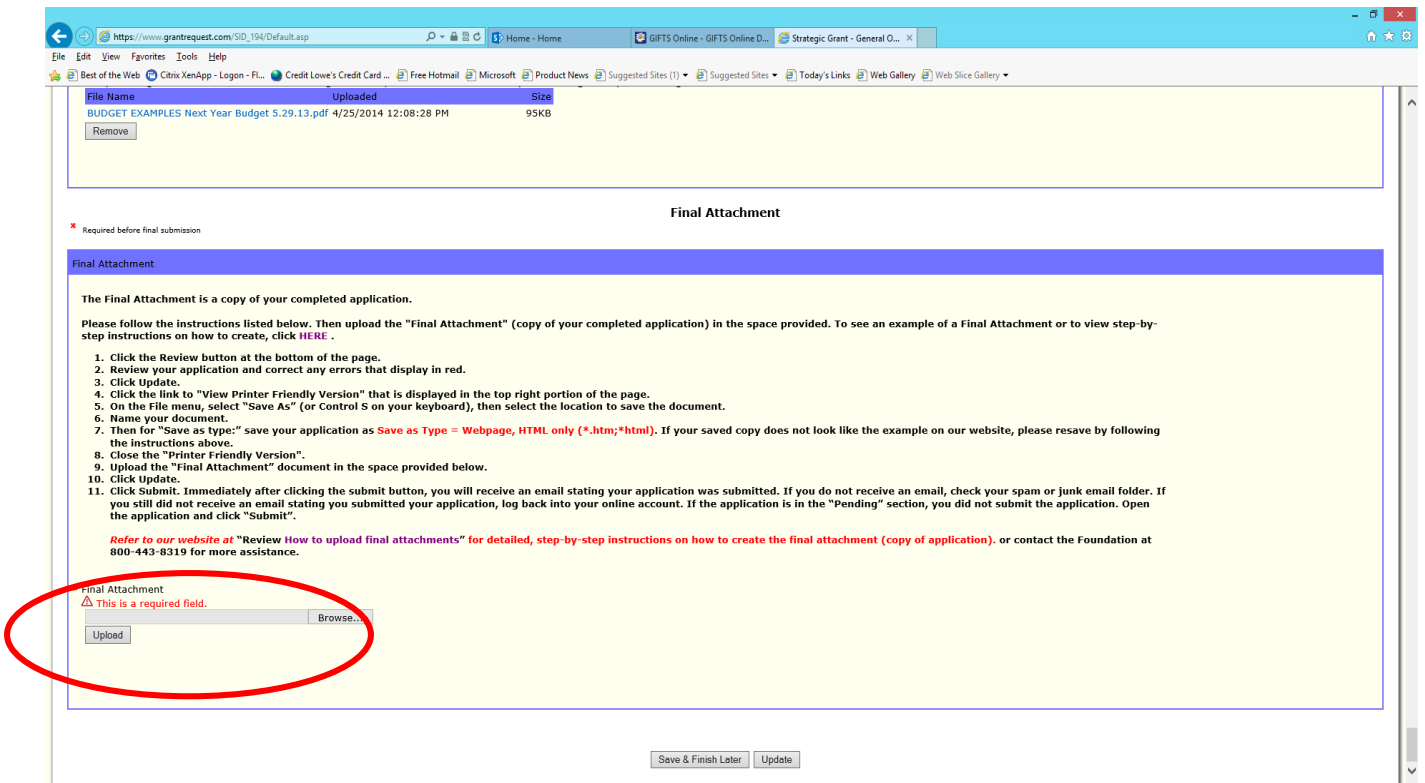 https://www.grantrequest.com/SID_194/Default.asp
Home - Home
GIFTS Online - GIFTS Online D...
Strategic Grant - General O...
File Edit View Favorites Tools Help
Best of the Web Citrix XenApp - Logon - Fl... Credit Lowe's Credit Card ... Free Hotmail Microsoft Product News Suggested Sites (1) Suggested Sites Today's Links Web Gallery Web Slice Gallery
File Name Uploaded Size
BUDGET EXAMPLES Next Year Budget 5.29.13.pdf 4/25/2014 12:08:28 PM 95KB
Remove
Final Attachment
* Required before final submission
Final Attachment
The Final Attachment is a copy of your completed application.
Please follow the instructions listed below. Then upload the "Final Attachment" (copy of your completed application) in the space provided. To see an example of a Final Attachment or to view step-by-
step instructions on how to create, click HERE .
1. Click the Review button at the bottom of the page.
2. Review your application and correct any errors that display in red.
3. Click Update.
4. Click the link to "View Printer Friendly Version" that is displayed in the top right portion of the page.
5. On the File menu, select “Save As” (or Control S on your keyboard), then select the location to save the document.
6. Name your document.
7. Then for “Save as type:” save your application as Save as Type = Webpage, HTML only (*.htm;*html). If your saved copy does not look like the example on our website, please resave by following
the instructions above.
8. Close the “Printer Friendly Version".
9. Upload the “Final Attachment” document in the space provided below.
10. Click Update.
11. Click Submit. Immediately after clicking the submit button, you will receive an email stating your application was submitted. If you do not receive an email, check your spam or junk email folder. If
you still did not receive an email stating you submitted your application, log back into your online account. If the application is in the “Pending” section, you did not submit the application. Open
the application and click “Submit”.
Refer to our website at “Review How to upload final attachments” for detailed, step-by-step instructions on how to create the final attachment (copy of application). or contact the Foundation at
800-443-8319 for more assistance.
Final Attachment
This is a required field.
Browse...
Upload
Save & Finish Later Update